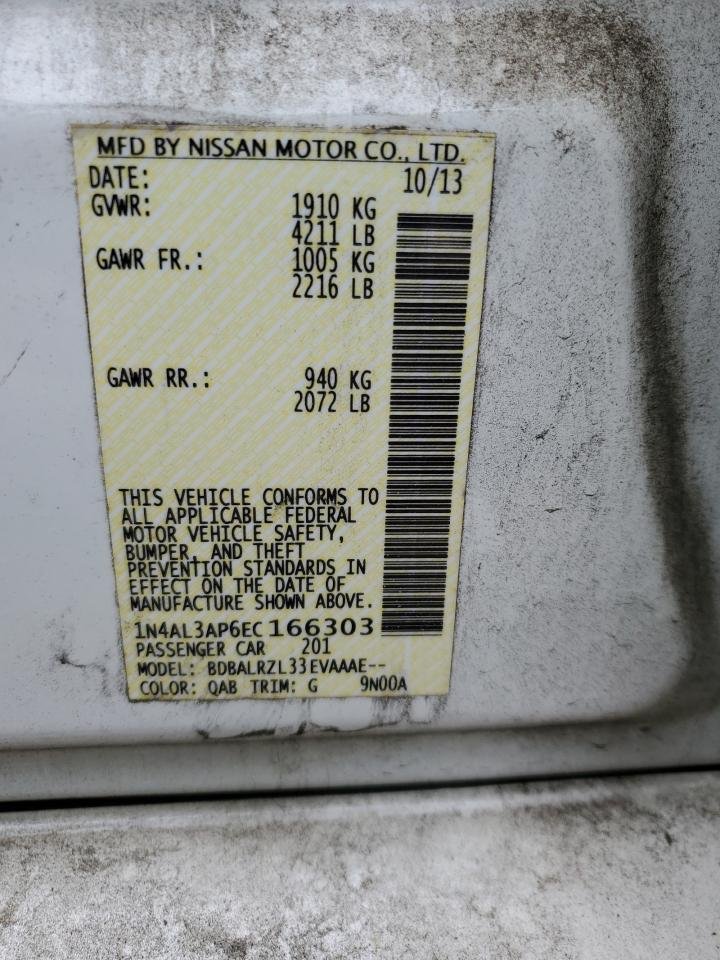 MFD BY NISSAN MOTOR CO., LTD.
DATE: 10/13
GVWR: 1910 KG
4211 LB
GAWR FR.: 1005 KG
2216 LB
GAWR RR.: 940 KG
2072 LB
THIS VEHICLE CONFORMS TO
ALL APPLICABLE FEDERAL
MOTOR VEHICLE SAFETY,
BUMPER, AND THEFT
PREVENTION STANDARDS IN
EFFECT ON THE DATE OF
MANUFACTURE SHOWN ABOVE.
1N4AL3AP6EC166303
PASSENGER CAR 201
MODEL: BDBALRZL33EVAAAE--
COLOR: QAB TRIM: G 9N00A